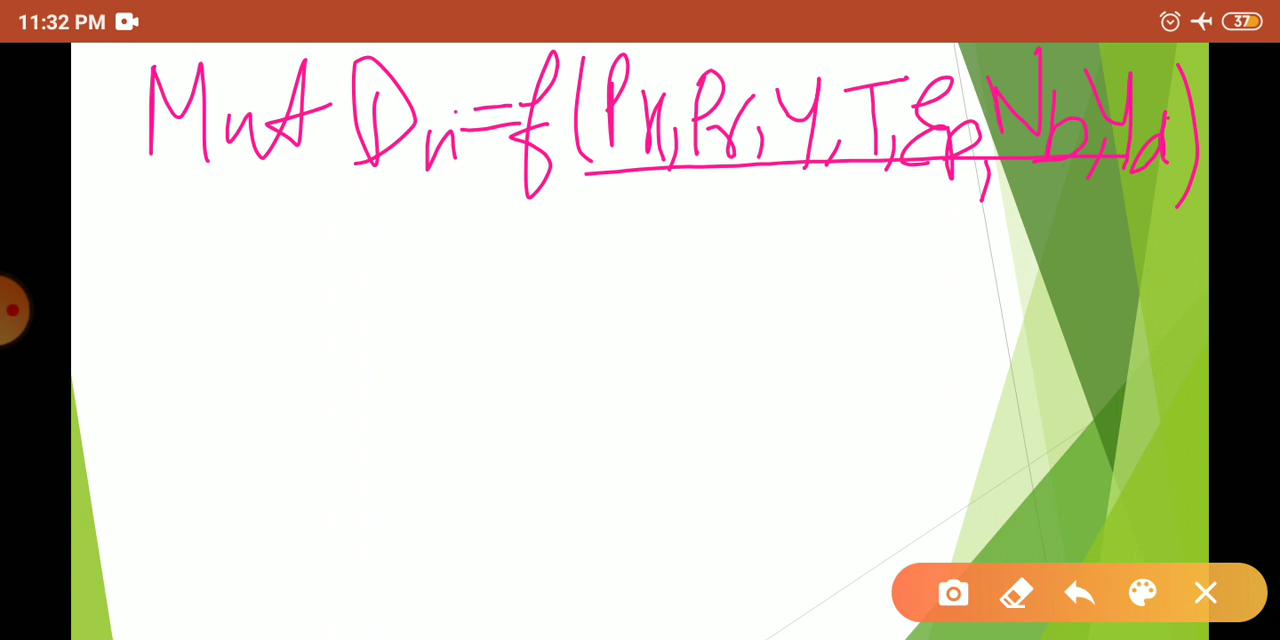 11:32 PM 37
Mkt Dn = f(Pn, Pr, Y, T, Ep, Nb, Yd)